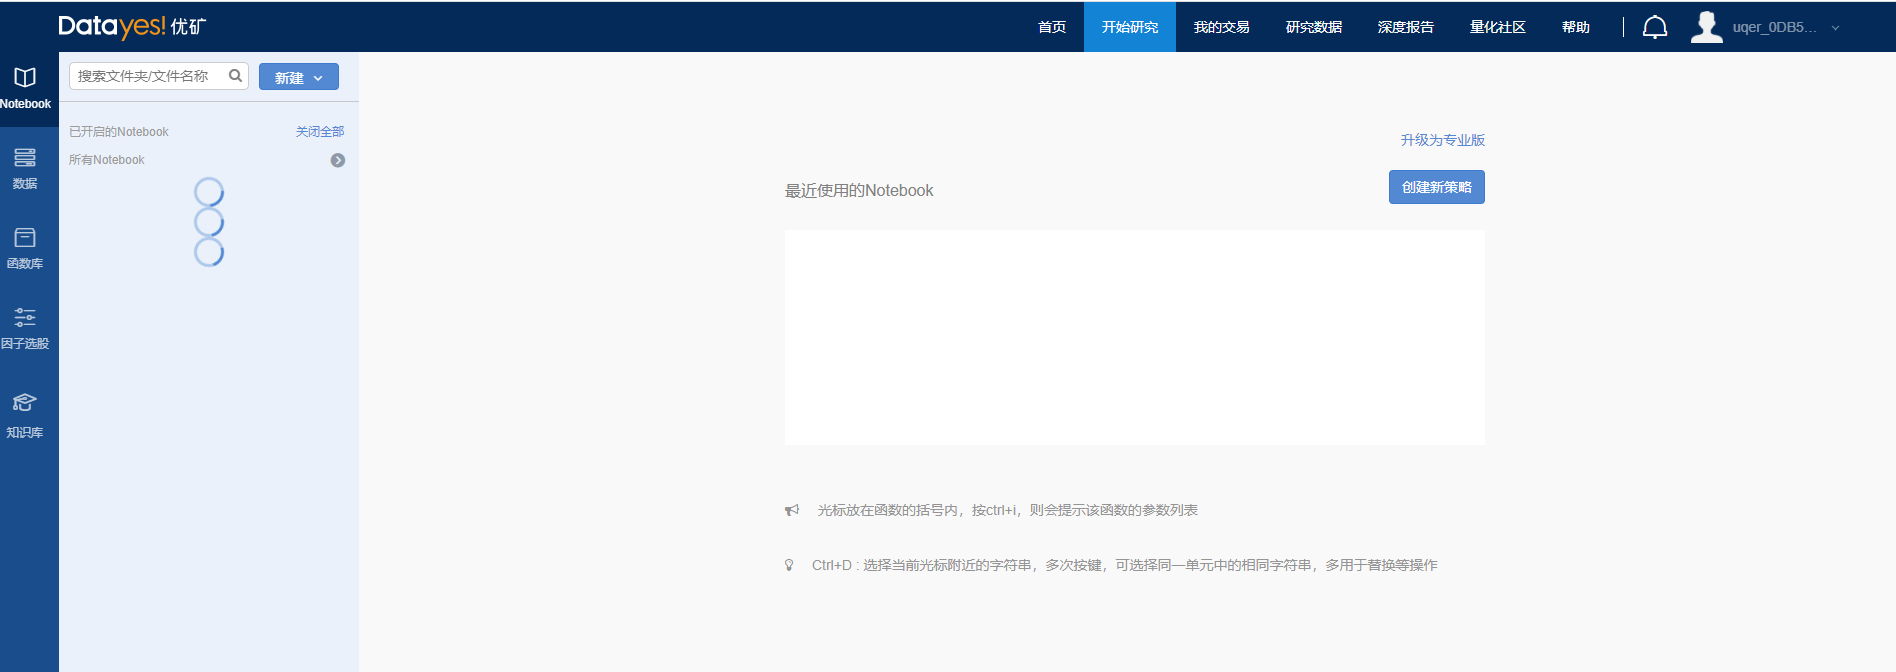 Datayes! 优矿
首页 开始研究 我的交易 研究数据 深度报告 量化社区 帮助 uqer_0DB5...
Notebook
数据
函数库
因子选股
知识库
搜索文件夹/文件名称 新建
已开启的Notebook 关闭全部
所有Notebook
升级为专业版
最近使用的Notebook 创建新策略
光标放在函数的括号内，按ctrl+i，则会提示该函数的参数列表
Ctrl+D : 选择当前光标附近的字符串，多次按键，可选择同一单元中的相同字符串，多用于替换等操作